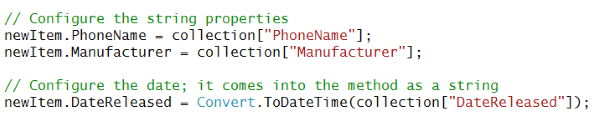 // Configure the string properties
newItem.PhoneName = collection["PhoneName"];
newItem.Manufacturer = collection["Manufacturer"];
// Configure the date; it comes into the method as a string
newItem.DateReleased = Convert.ToDateTime(collection["DateReleased"]);